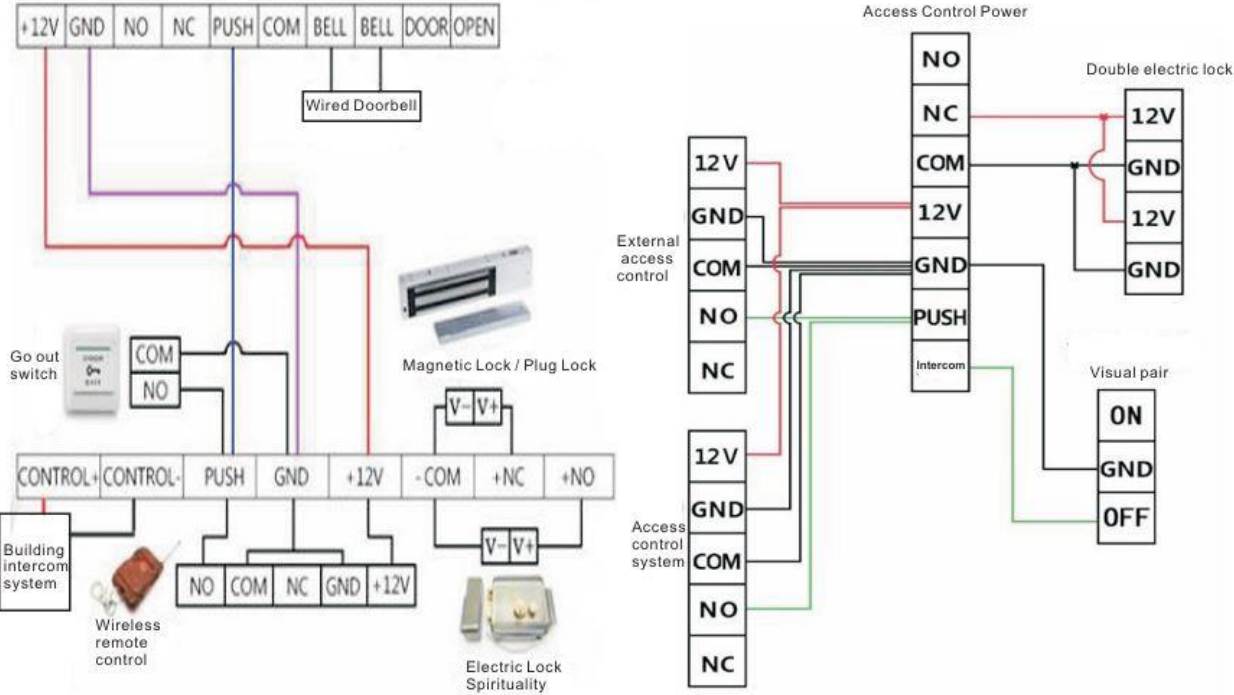 +12V GND NO NC PUSH COM BELL BELL DOOR OPEN
Wired Doorbell
Go out
switch
DOOR
EXIT
COM
NO
Magnetic Lock / Plug Lock
V- V+
CONTROL+ CONTROL- PUSH GND +12V -COM +NC +NO
Building
intercom
system
Wireless
remote
control
NO COM NC GND +12V
V- V+
Electric Lock
Spirituality
Access Control Power
NO
NC
COM
12V
GND
PUSH
Intercom
Double electric lock
12V
GND
12V
GND
External
access
control
12V
GND
COM
NO
NC
Visual pair
ON
GND
OFF
Access
control
system
12V
GND
COM
NO
NC